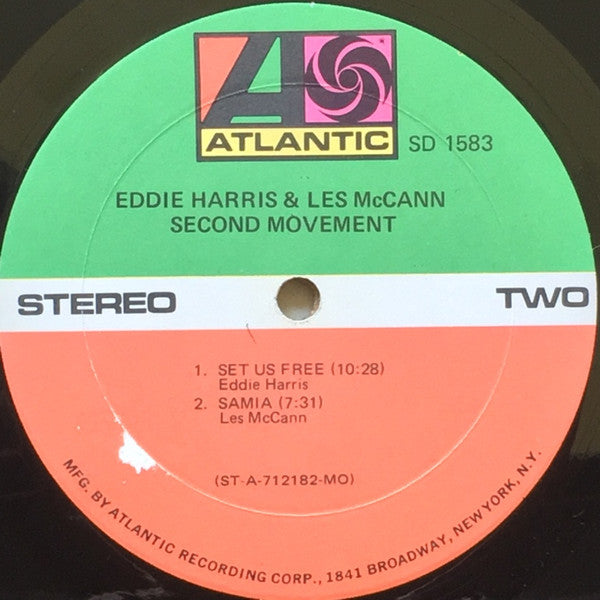 ATLANTIC SD 1583
EDDIE HARRIS & LES McCANN
SECOND MOVEMENT
STEREO TWO
1. SET US FREE (10:28)
Eddie Harris
2. SAMIA (7:31)
Les McCann
(ST-A-712182-MO)
MFG. BY ATLANTIC RECORDING CORP., 1841 BROADWAY, NEW YORK, N.Y.